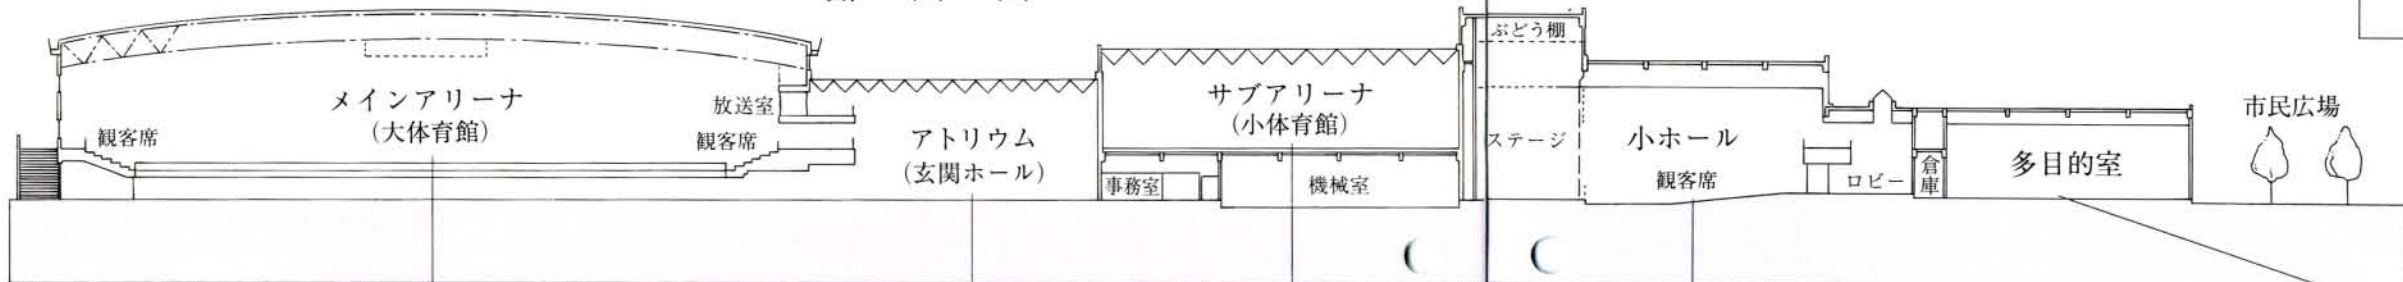 ぶどう棚
メインアリーナ
(大体育館)
放送室
観客席
観客席
アトリウム
(玄関ホール)
サブアリーナ
(小体育館)
事務室
機械室
ステージ
小ホール
観客席
ロビー
倉庫
多目的室
市民広場